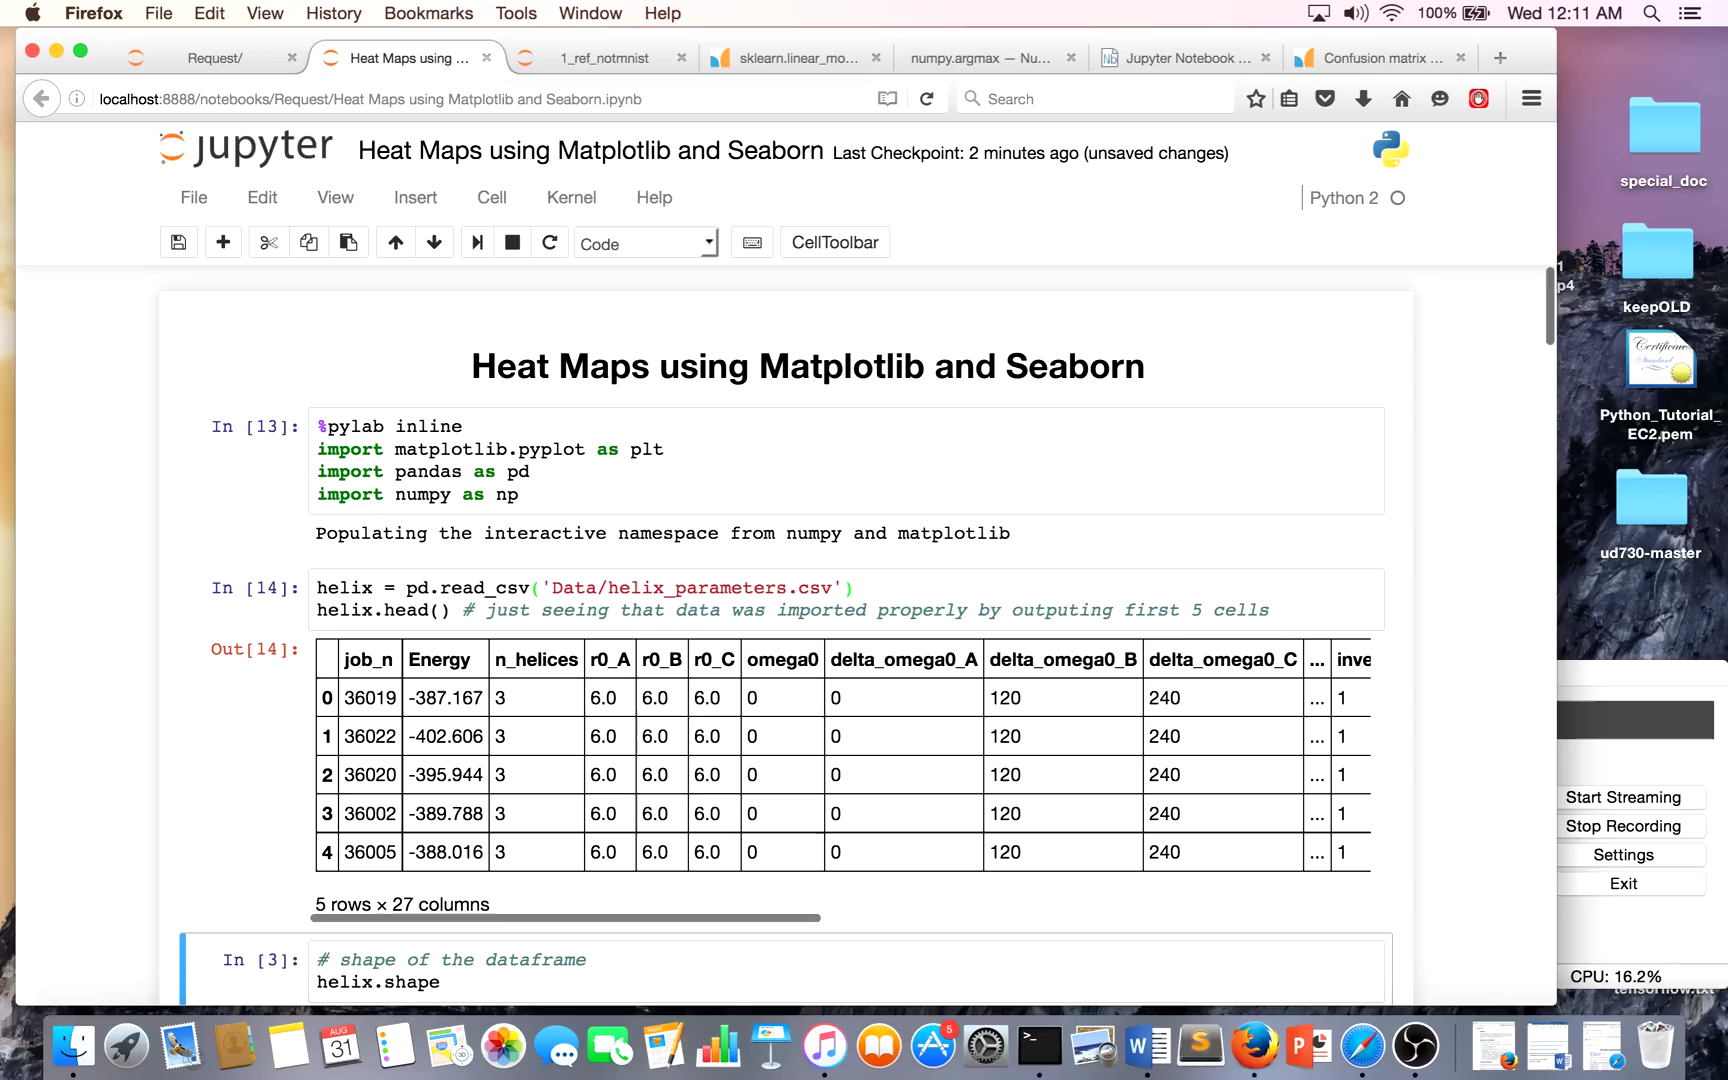 Firefox File Edit View History Bookmarks Tools Window Help 100% Wed 12:11 AM
Request/ Heat Maps using ... 1_ref_notmnist sklearn.linear_mo... numpy.argmax — Nu... Jupyter Notebook ... Confusion matrix ...
localhost:8888/notebooks/Request/Heat Maps using Matplotlib and Seaborn.ipynb Search
jupyter Heat Maps using Matplotlib and Seaborn Last Checkpoint: 2 minutes ago (unsaved changes)
File Edit View Insert Cell Kernel Help Python 2
Code CellToolbar
Heat Maps using Matplotlib and Seaborn
In [13]: %pylab inline
import matplotlib.pyplot as plt
import pandas as pd
import numpy as np
Populating the interactive namespace from numpy and matplotlib
In [14]: helix = pd.read_csv('Data/helix_parameters.csv')
helix.head() # just seeing that data was imported properly by outputing first 5 cells
Out[14]:
job_n Energy n_helices r0_A r0_B r0_C omega0 delta_omega0_A delta_omega0_B delta_omega0_C ... inve
0 36019 -387.167 3 6.0 6.0 6.0 0 0 120 240 ... 1
1 36022 -402.606 3 6.0 6.0 6.0 0 0 120 240 ... 1
2 36020 -395.944 3 6.0 6.0 6.0 0 0 120 240 ... 1
3 36002 -389.788 3 6.0 6.0 6.0 0 0 120 240 ... 1
4 36005 -388.016 3 6.0 6.0 6.0 0 0 120 240 ... 1
5 rows × 27 columns
In [3]: # shape of the dataframe
helix.shape
special_doc
1
p4
keepOLD
Certificate
Standard
Python_Tutorial_
EC2.pem
ud730-master
Start Streaming
Stop Recording
Settings
Exit
CPU: 16.2%
tensorflow.txt
AUG
31
5